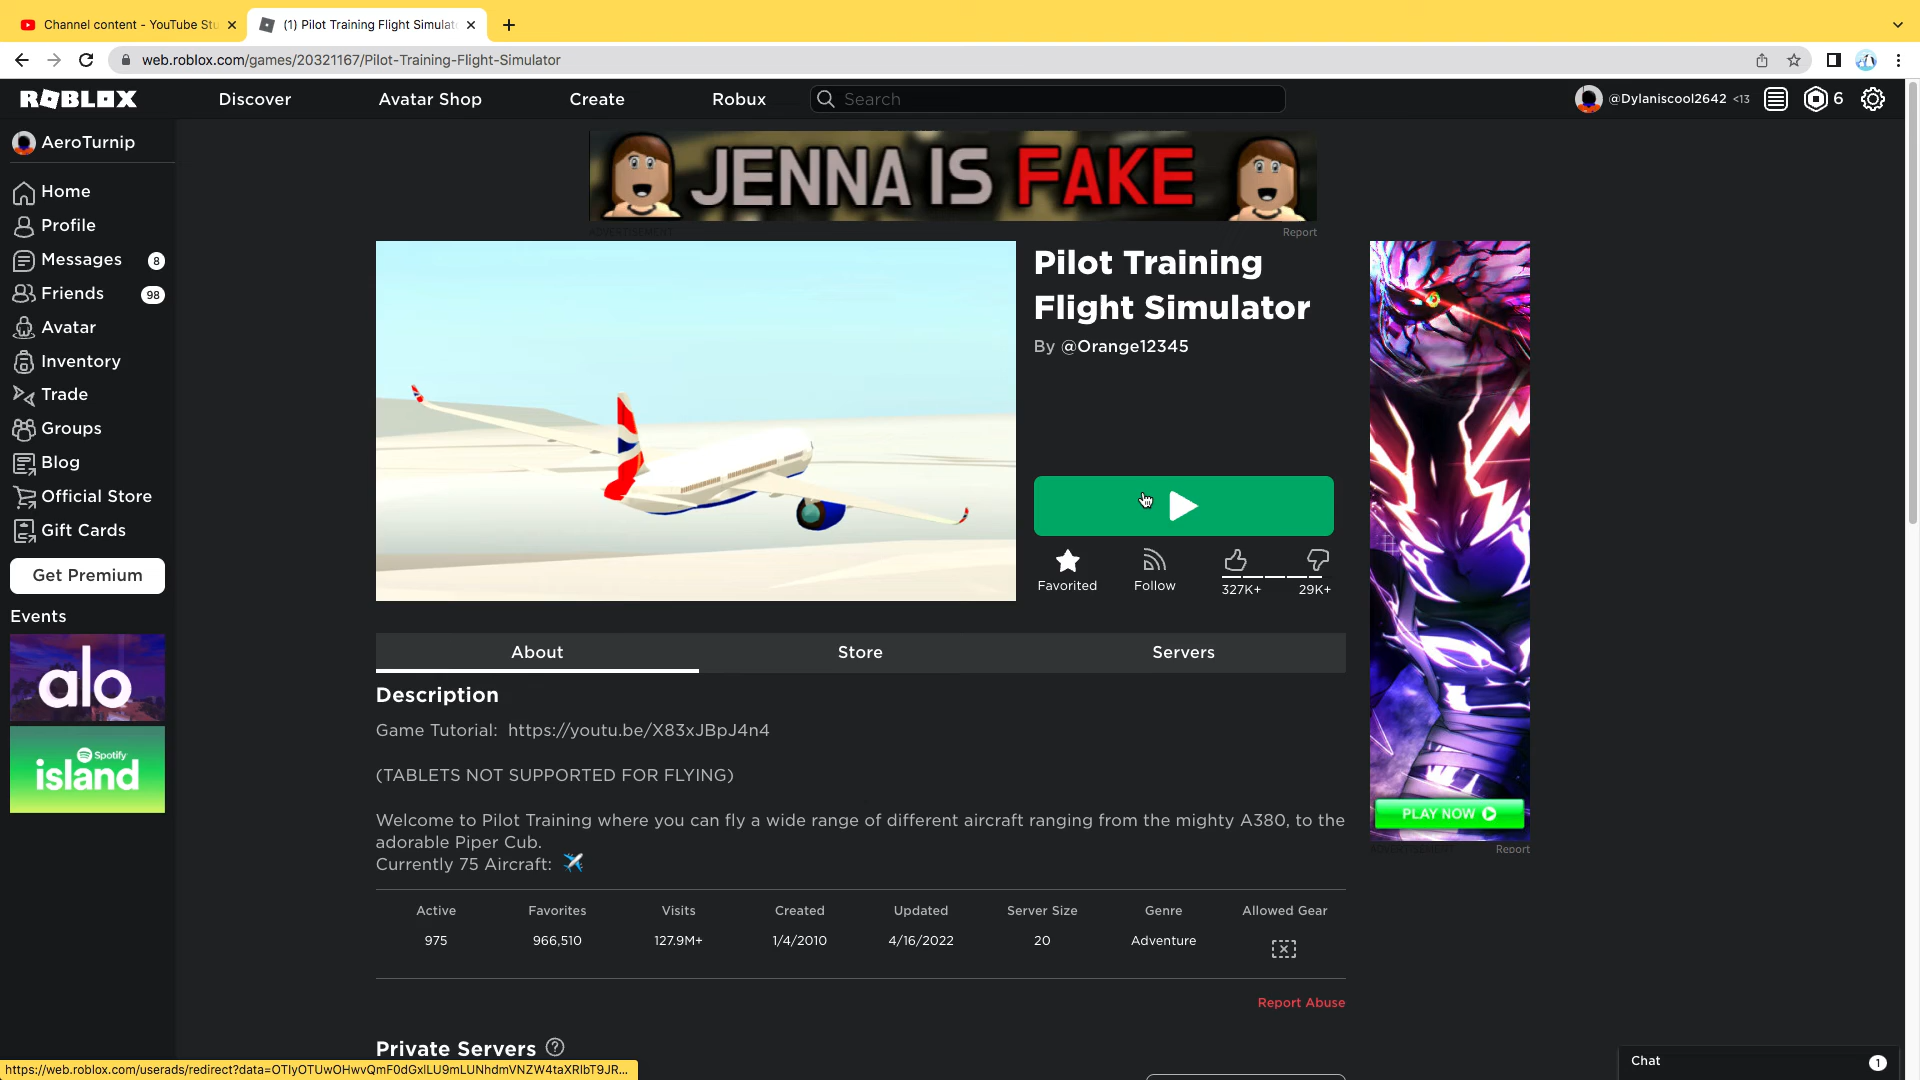 Channel content - YouTube Stu
(1) Pilot Training Flight Simulato
web.roblox.com/games/20321167/Pilot-Training-Flight-Simulator
ROBLOX
Discover
Avatar Shop
Create
Robux
Search
@Dylaniscool2642 <13
6
AeroTurnip
Home
Profile
Messages 8
Friends 98
Avatar
Inventory
Trade
Groups
Blog
Official Store
Gift Cards
Get Premium
Events
alo
Spotify
island
JENNA IS FAKE
ADVERTISEMENT
Report
Pilot Training
Flight Simulator
By @Orange12345
Favorited
Follow
327K+
29K+
PLAY NOW
ADVERTISEMENT
Report
About
Store
Servers
Description
Game Tutorial: https://youtu.be/X83xJBpJ4n4
(TABLETS NOT SUPPORTED FOR FLYING)
Welcome to Pilot Training where you can fly a wide range of different aircraft ranging from the mighty A380, to the
adorable Piper Cub.
Currently 75 Aircraft: ✈️
Active Favorites Visits Created Updated Server Size Genre Allowed Gear
975 966,510 127.9M+ 1/4/2010 4/16/2022 20 Adventure
Report Abuse
Private Servers
Chat 1